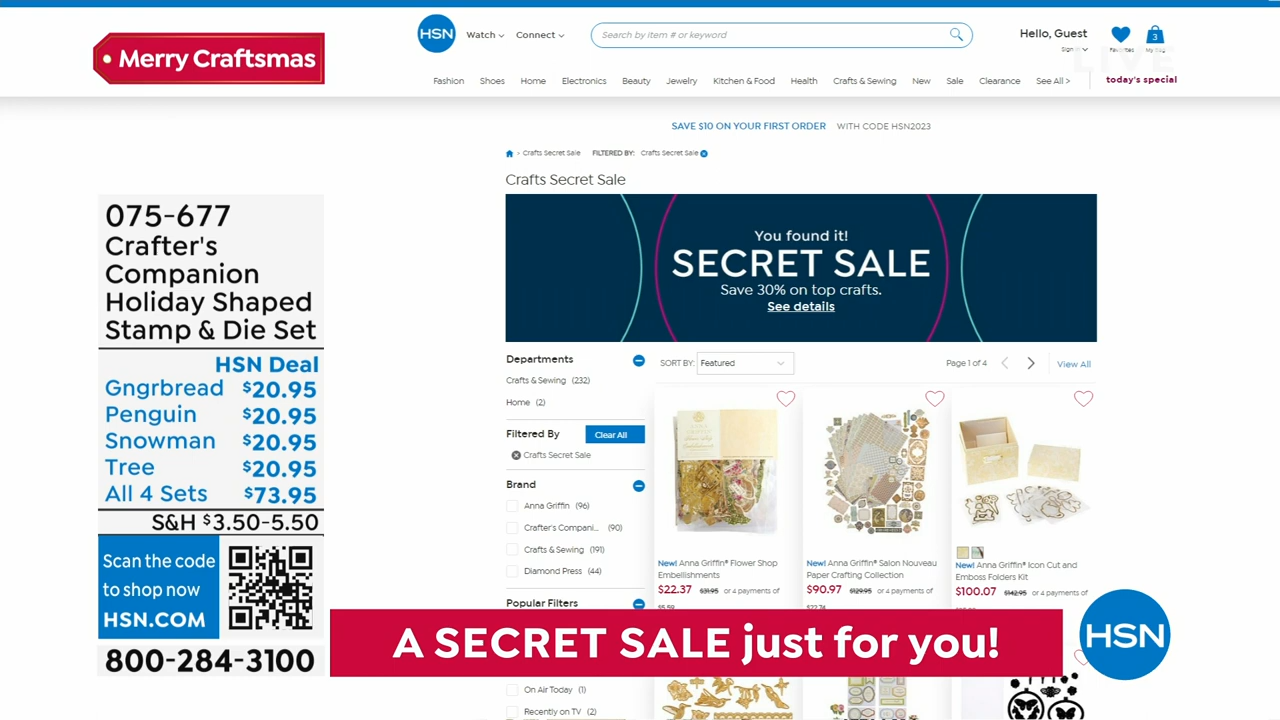 Merry Craftsmas
HSN
Watch
Connect
Search by item # or keyword
Hello, Guest
Sign in
Favorites
3
My Bag
LIVE
Fashion Shoes Home Electronics Beauty Jewelry Kitchen & Food Health Crafts & Sewing New Sale Clearance See All > today's special
SAVE $10 ON YOUR FIRST ORDER WITH CODE HSN2023
> Crafts Secret Sale FILTERED BY: Crafts Secret Sale
Crafts Secret Sale
You found it!
SECRET SALE
Save 30% on top crafts.
See details
075-677
Crafter's
Companion
Holiday Shaped
Stamp & Die Set
HSN Deal
Gngrbread $20.95
Penguin $20.95
Snowman $20.95
Tree $20.95
All 4 Sets $73.95
S&H $3.50-5.50
Scan the code
to shop now
HSN.COM
800-284-3100
Departments
Crafts & Sewing (232)
Home (2)
Filtered By Clear All
Crafts Secret Sale
Brand
Anna Griffin (96)
Crafter's Compani... (90)
Crafts & Sewing (191)
Diamond Press (44)
Popular Filters
On Air Today (1)
Recently on TV (2)
SORT BY: Featured
Page 1 of 4
View All
New! Anna Griffin® Flower Shop
Embellishments
$22.37 $31.95 or 4 payments of
$5.59
New! Anna Griffin® Salon Nouveau
Paper Crafting Collection
$90.97 $129.95 or 4 payments of
$22.74
New! Anna Griffin® Icon Cut and
Emboss Folders Kit
$100.07 $142.95 or 4 payments of
A SECRET SALE just for you!
HSN